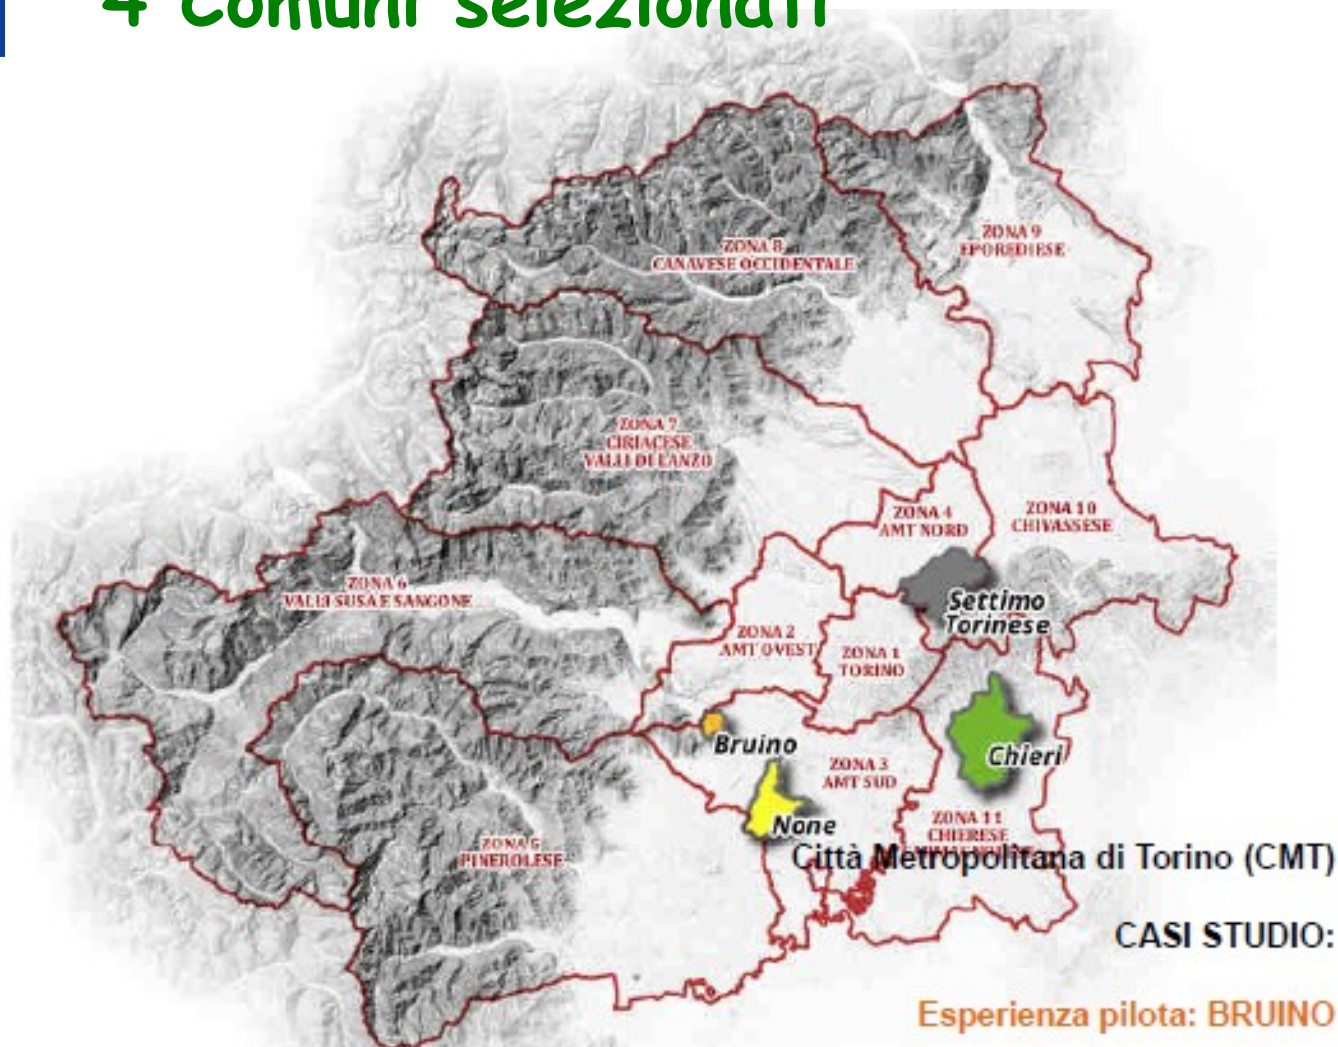 4 Comuni selezionati
ZONA 9
EPOREDIESE
ZONA 8
CANAVESE OCCIDENTALE
ZONA 7
CIRIACESE
VALLI DI LANZO
ZONA 4
AMT NORD
ZONA 10
CHIVASSESE
ZONA 6
VALLI SUSA E SANGONE
Settimo
Torinese
ZONA 2
AMT OVEST
ZONA 1
TORINO
Bruino
Chieri
ZONA 3
AMT SUD
None
ZONA 11
CHIERESE
ZONA 5
PINEROLESE
Città Metropolitana di Torino (CMT)
CASI STUDIO:
Esperienza pilota: BRUINO